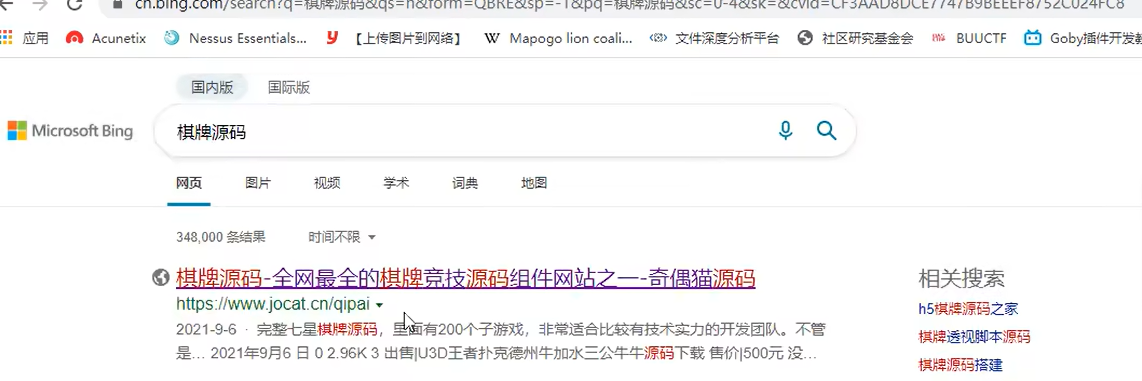 cn.bing.com/search?q=棋牌源码&qs=n&form=QBRE&sp=-1&pq=棋牌源码&sc=0-4&sk=&cvid=CF3AAD8DCE7747B9BEEEF8752C024FC8
应用 Acunetix Nessus Essentials... 【上传图片到网络】 Mapogo lion coali... 文件深度分析平台 社区研究基金会 BUUCTF Goby插件开发教
国内版 国际版
Microsoft Bing 棋牌源码
网页 图片 视频 学术 词典 地图
348,000 条结果 时间不限
棋牌源码-全网最全的棋牌竞技源码组件网站之一-奇偶猫源码
https://www.jocat.cn/qipai
2021-9-6 · 完整七星棋牌源码，里面有200个子游戏，非常适合比较有技术实力的开发团队。不管
是... 2021年9月6 日 0 2.96K 3 出售|U3D王者扑克德州牛加水三公牛牛源码下载 售价|500元 没...
相关搜索
h5棋牌源码之家
棋牌透视脚本源码
棋牌源码搭建